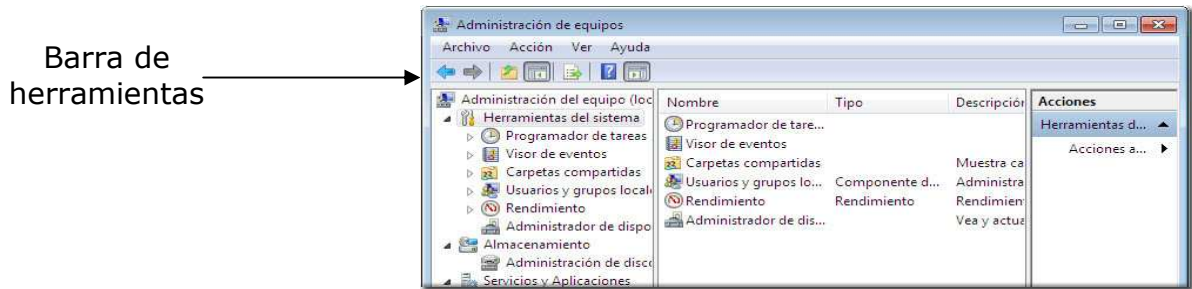 Barra de
herramientas
Administración de equipos
Archivo Acción Ver Ayuda
Administración del equipo (loc
Herramientas del sistema
Programador de tareas
Visor de eventos
Carpetas compartidas
Usuarios y grupos locale
Rendimiento
Administrador de dispo
Almacenamiento
Administración de disco
Servicios y Aplicaciones
Nombre Tipo Descripción
Programador de tare...
Visor de eventos
Carpetas compartidas Muestra ca
Usuarios y grupos lo... Componente d... Administra
Rendimiento Rendimiento Rendimien
Administrador de dis... Vea y actua
Acciones
Herramientas d...
Acciones a...